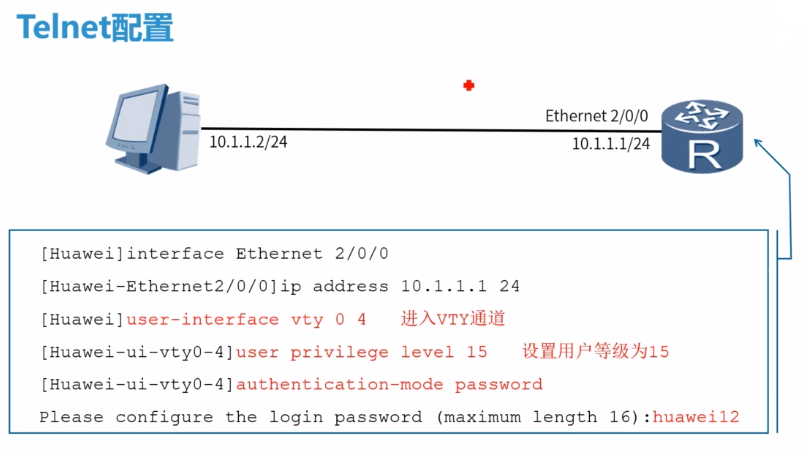 Telnet配置
Ethernet 2/0/0
10.1.1.2/24
10.1.1.1/24
R
[Huawei]interface Ethernet 2/0/0
[Huawei-Ethernet2/0/0]ip address 10.1.1.1 24
[Huawei]user-interface vty 0 4 进入VTY通道
[Huawei-ui-vty0-4]user privilege level 15 设置用户等级为15
[Huawei-ui-vty0-4]authentication-mode password
Please configure the login password (maximum length 16):huawei12